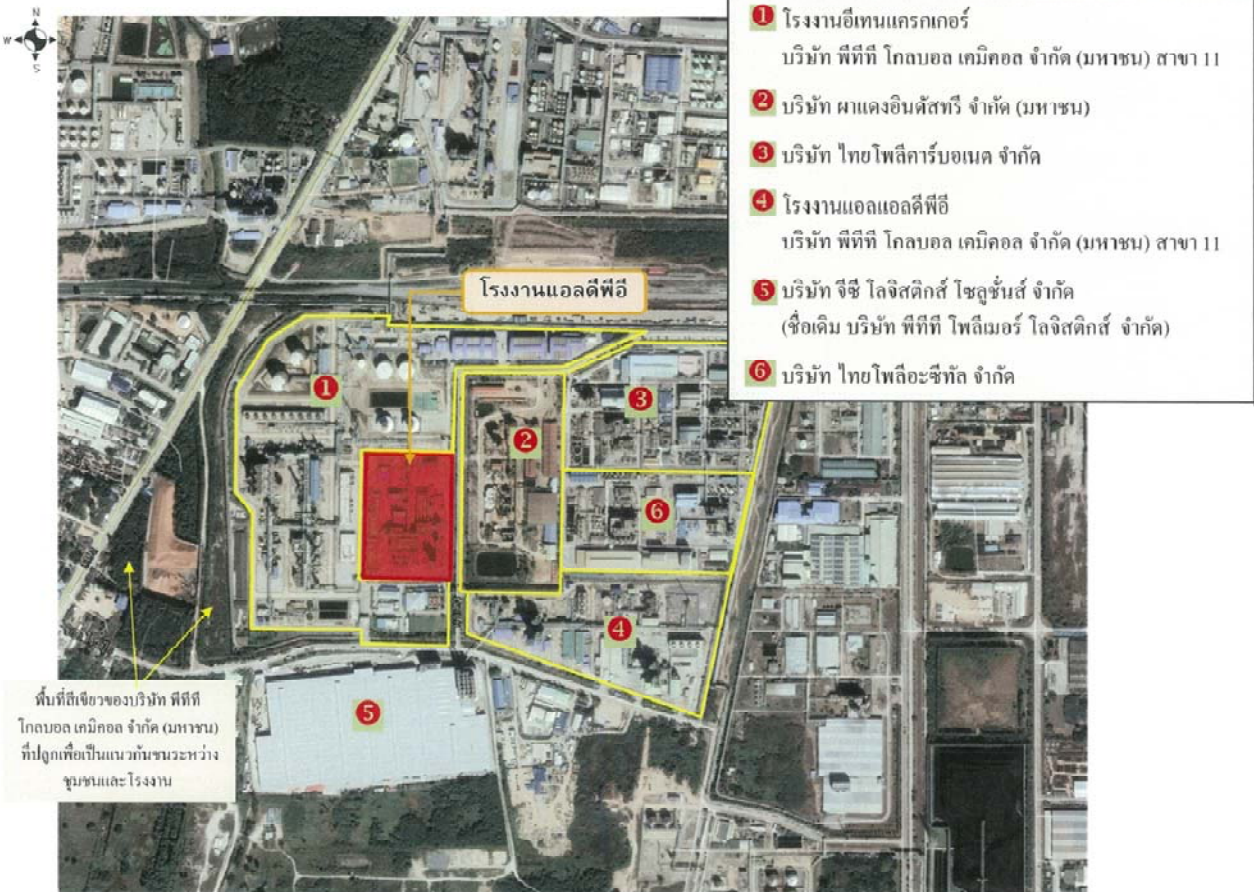 N
W
S
1 โรงงานอีเทนแครกเกอร์
บริษัท พีทีที โกลบอล เคมิคอล จำกัด (มหาชน) สาขา 11
2 บริษัท ผาแดงอินดัสทรี จำกัด (มหาชน)
3 บริษัท ไทยโพลีคาร์บอเนต จำกัด
4 โรงงานแอลแอลดีพีอี
บริษัท พีทีที โกลบอล เคมิคอล จำกัด (มหาชน) สาขา 11
5 บริษัท จีซี โลจิสติกส์ โซลูชั่นส์ จำกัด
(ชื่อเดิม บริษัท พีทีที โพลีเมอร์ โลจิสติกส์ จำกัด)
6 บริษัท ไทยโพลีอะซีทัล จำกัด
โรงงานแอลดีพีอี
1
2
3
6
4
5
พื้นที่สีเขียวของบริษัท พีทีที
โกลบอล เคมิคอล จำกัด (มหาชน)
ที่ปลูกเพื่อเป็นแนวกันชนระหว่าง
ชุมชนและโรงงาน